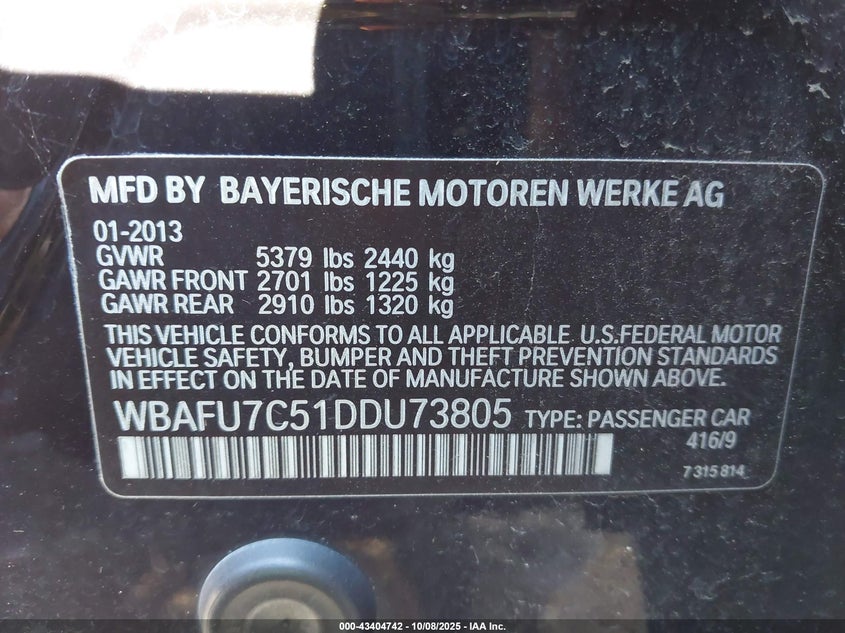 MFD BY BAYERISCHE MOTOREN WERKE AG
01-2013
GVWR 5379 lbs 2440 kg
GAWR FRONT 2701 lbs 1225 kg
GAWR REAR 2910 lbs 1320 kg
THIS VEHICLE CONFORMS TO ALL APPLICABLE U.S.FEDERAL MOTOR
VEHICLE SAFETY, BUMPER AND THEFT PREVENTION STANDARDS
IN EFFECT ON THE DATE OF MANUFACTURE SHOWN ABOVE:
WBAFU7C51DDU73805 TYPE: PASSENGER CAR
416/9
7 315 814
000-43404742 - 10/08/2025 - IAA Inc.